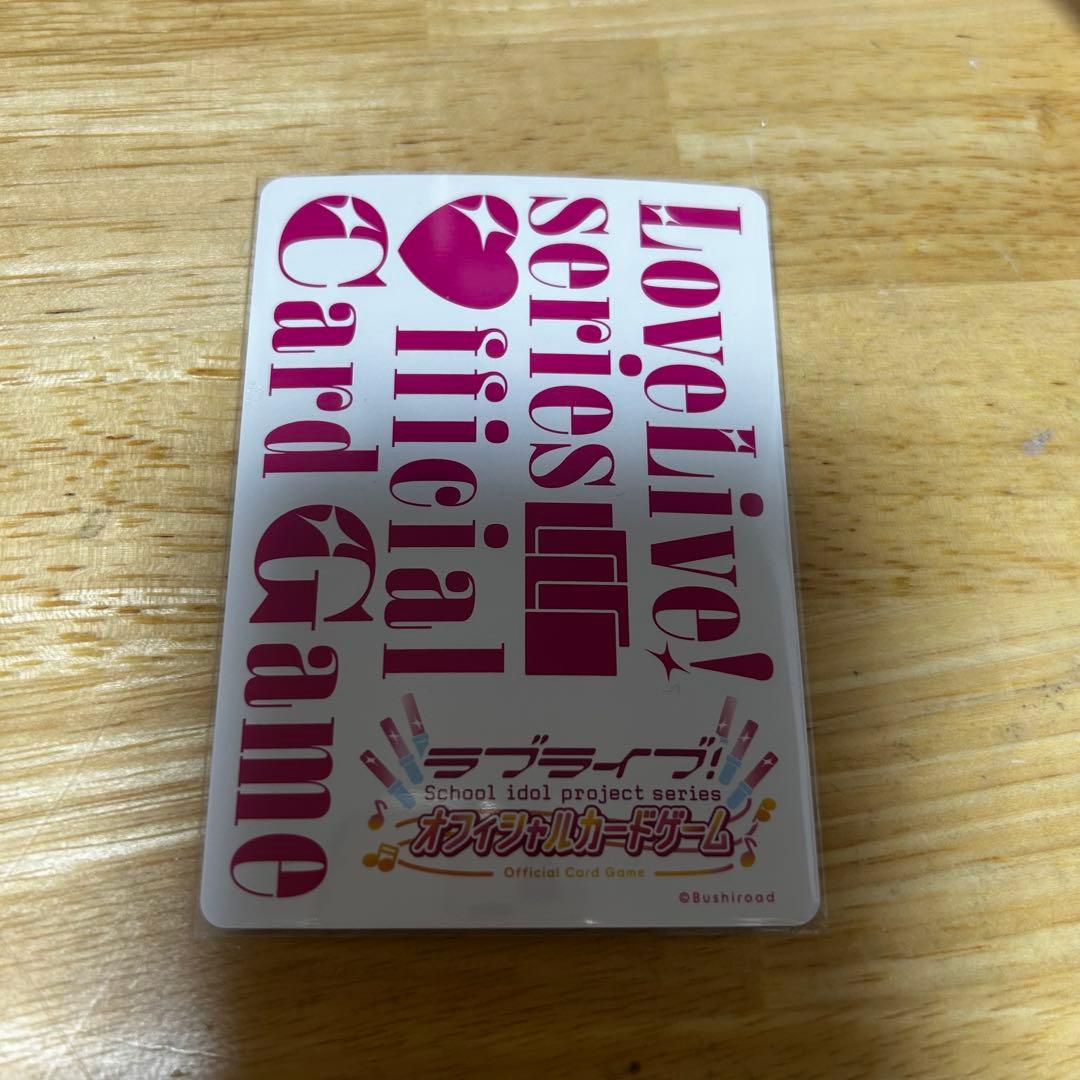 LoveLive!
series
Official
Card Game
ラブライブ!
School idol project series
オフィシャルカードゲーム
Official Card Game
©Bushiroad